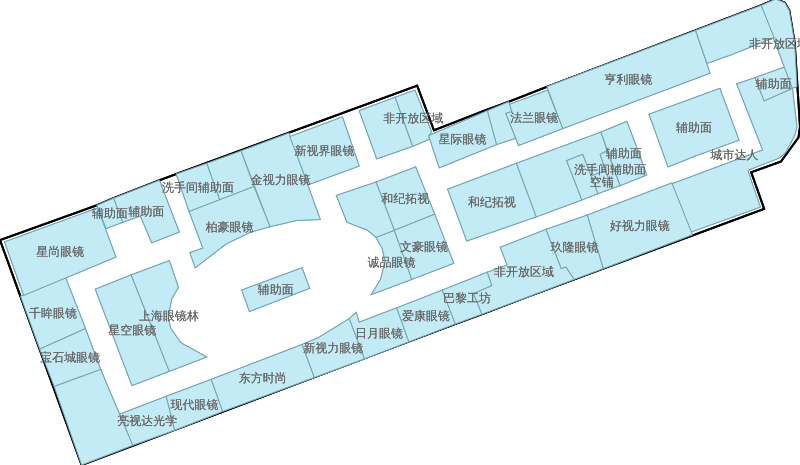 非开放区域
亨利眼镜
辅助面
非开放区域
法兰眼镜
辅助面
星际眼镜
新视界眼镜
辅助面
城市达人
洗手间辅助面
金视力眼镜
洗手间辅助面
空铺
和纪拓视
和纪拓视
辅助面
辅助面
柏豪眼镜
好视力眼镜
文豪眼镜
玖隆眼镜
星尚眼镜
诚品眼镜
非开放区域
辅助面
巴黎工坊
千眸眼镜
上海眼镜林
爱康眼镜
星空眼镜
日月眼镜
新视力眼镜
宝石城眼镜
东方时尚
现代眼镜
亮视达光学